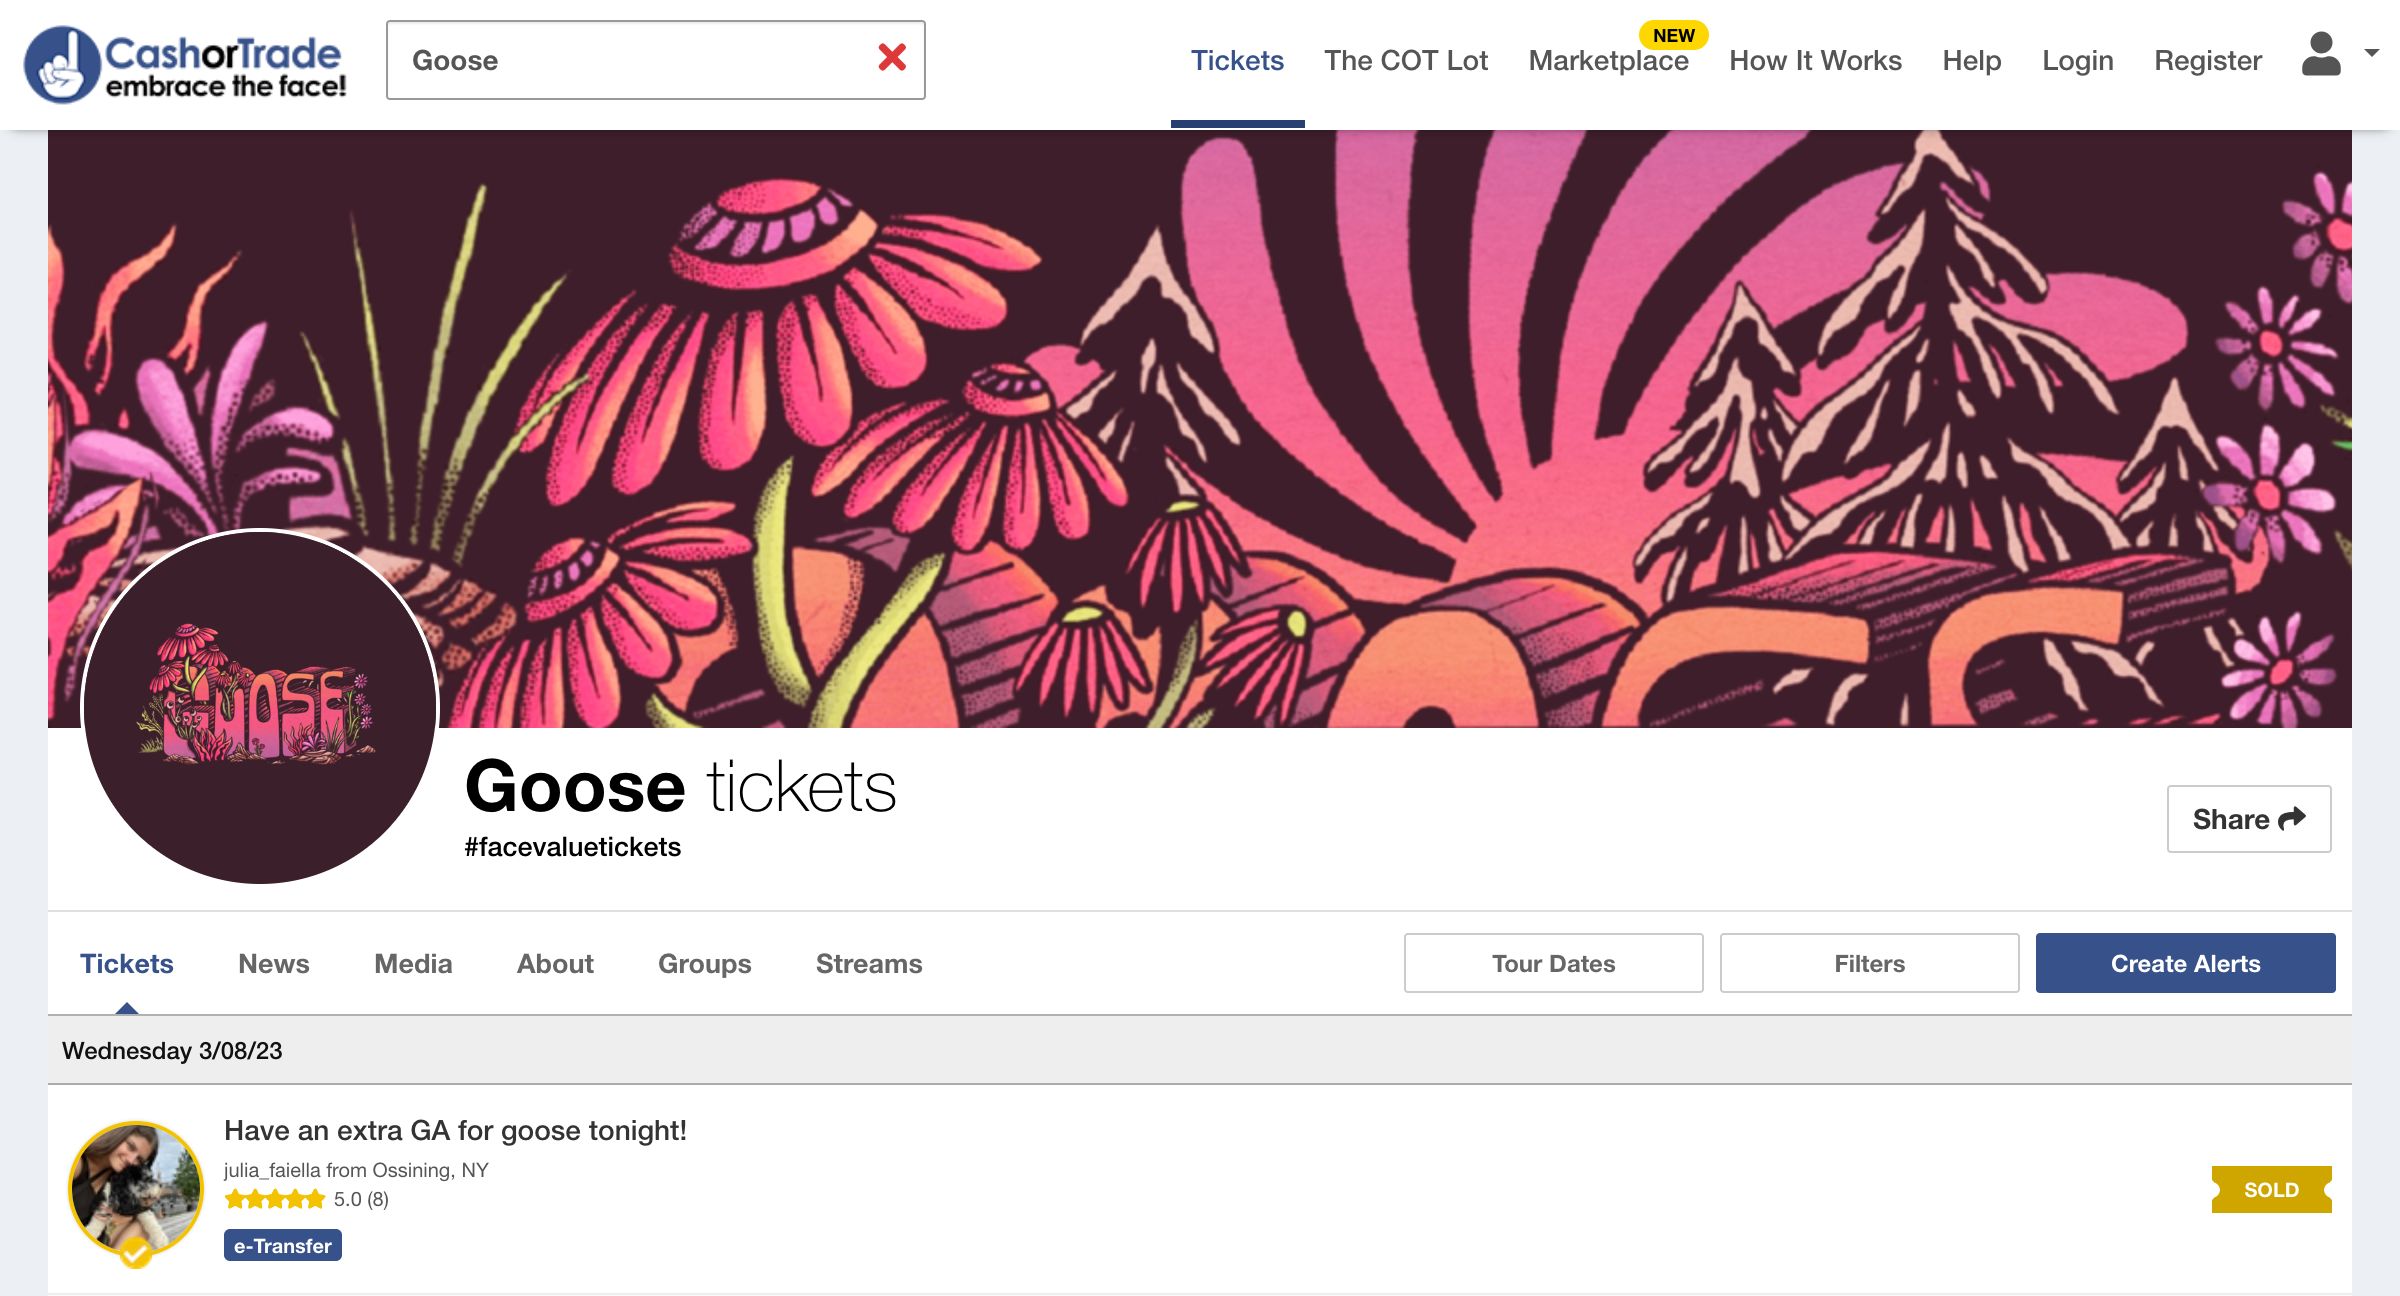 CashorTrade
embrace the face!
Goose
Tickets
The COT Lot
Marketplace
NEW
How It Works
Help
Login
Register
GOOSE
Goose tickets
#facevaluetickets
Share
Tickets
News
Media
About
Groups
Streams
Tour Dates
Filters
Create Alerts
Wednesday 3/08/23
Have an extra GA for goose tonight!
julia_faiella from Ossining, NY
5.0 (8)
e-Transfer
SOLD